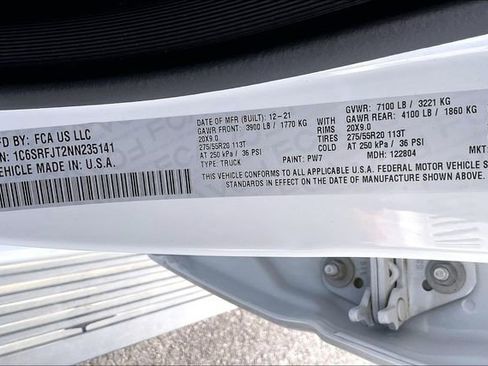 MFD BY: FCA US LLC
1C6SRFJT2NN235141
VEHICLE MADE IN: U.S.A.
DATE OF MFR (BUILT): 12-21
GAWR FRONT: 3900 LB / 1770 KG
20X9.0
275/55R20 113T
AT 250 kPa / 36 PSI
TYPE: TRUCK
PAINT: PW7
WITH
RIMS
TIRES
GVWR: 7100 LB / 3221 KG
GAWR REAR: 4100 LB / 1860 KG
20X9.0
275/55R20 113T
AT 250 kPa / 36 PSI
MDH: 122804
MKT:
THIS VEHICLE CONFORMS TO ALL APPLICABLE U.S.A. FEDERAL MOTOR VEHICLE SAFETY
STANDARDS IN EFFECT ON THE DATE OF MANUFACTURE SHOWN ABOVE